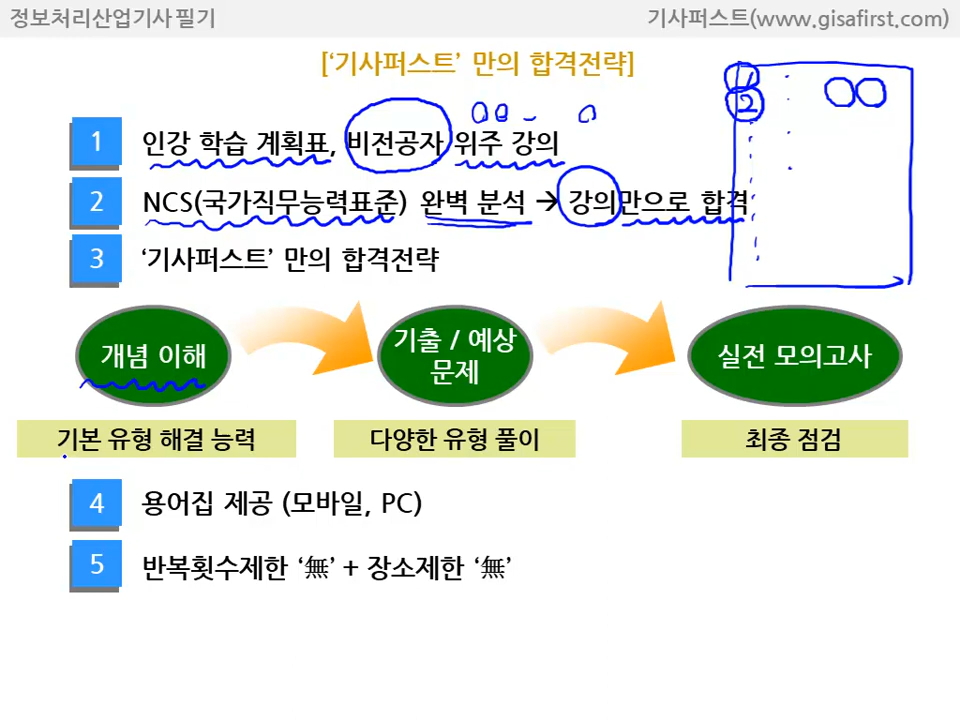 정보처리산업기사 필기
기사퍼스트(www.gisafirst.com)
[‘기사퍼스트’ 만의 합격전략]
1
2
1 인강 학습 계획표, 비전공자 위주 강의
2 NCS(국가직무능력표준) 완벽 분석 → 강의만으로 합격
3 ‘기사퍼스트’ 만의 합격전략
개념 이해
기출 / 예상
문제
실전 모의고사
기본 유형 해결 능력
다양한 유형 풀이
최종 점검
4 용어집 제공 (모바일, PC)
5 반복횟수제한 ‘無’ + 장소제한 ‘無’